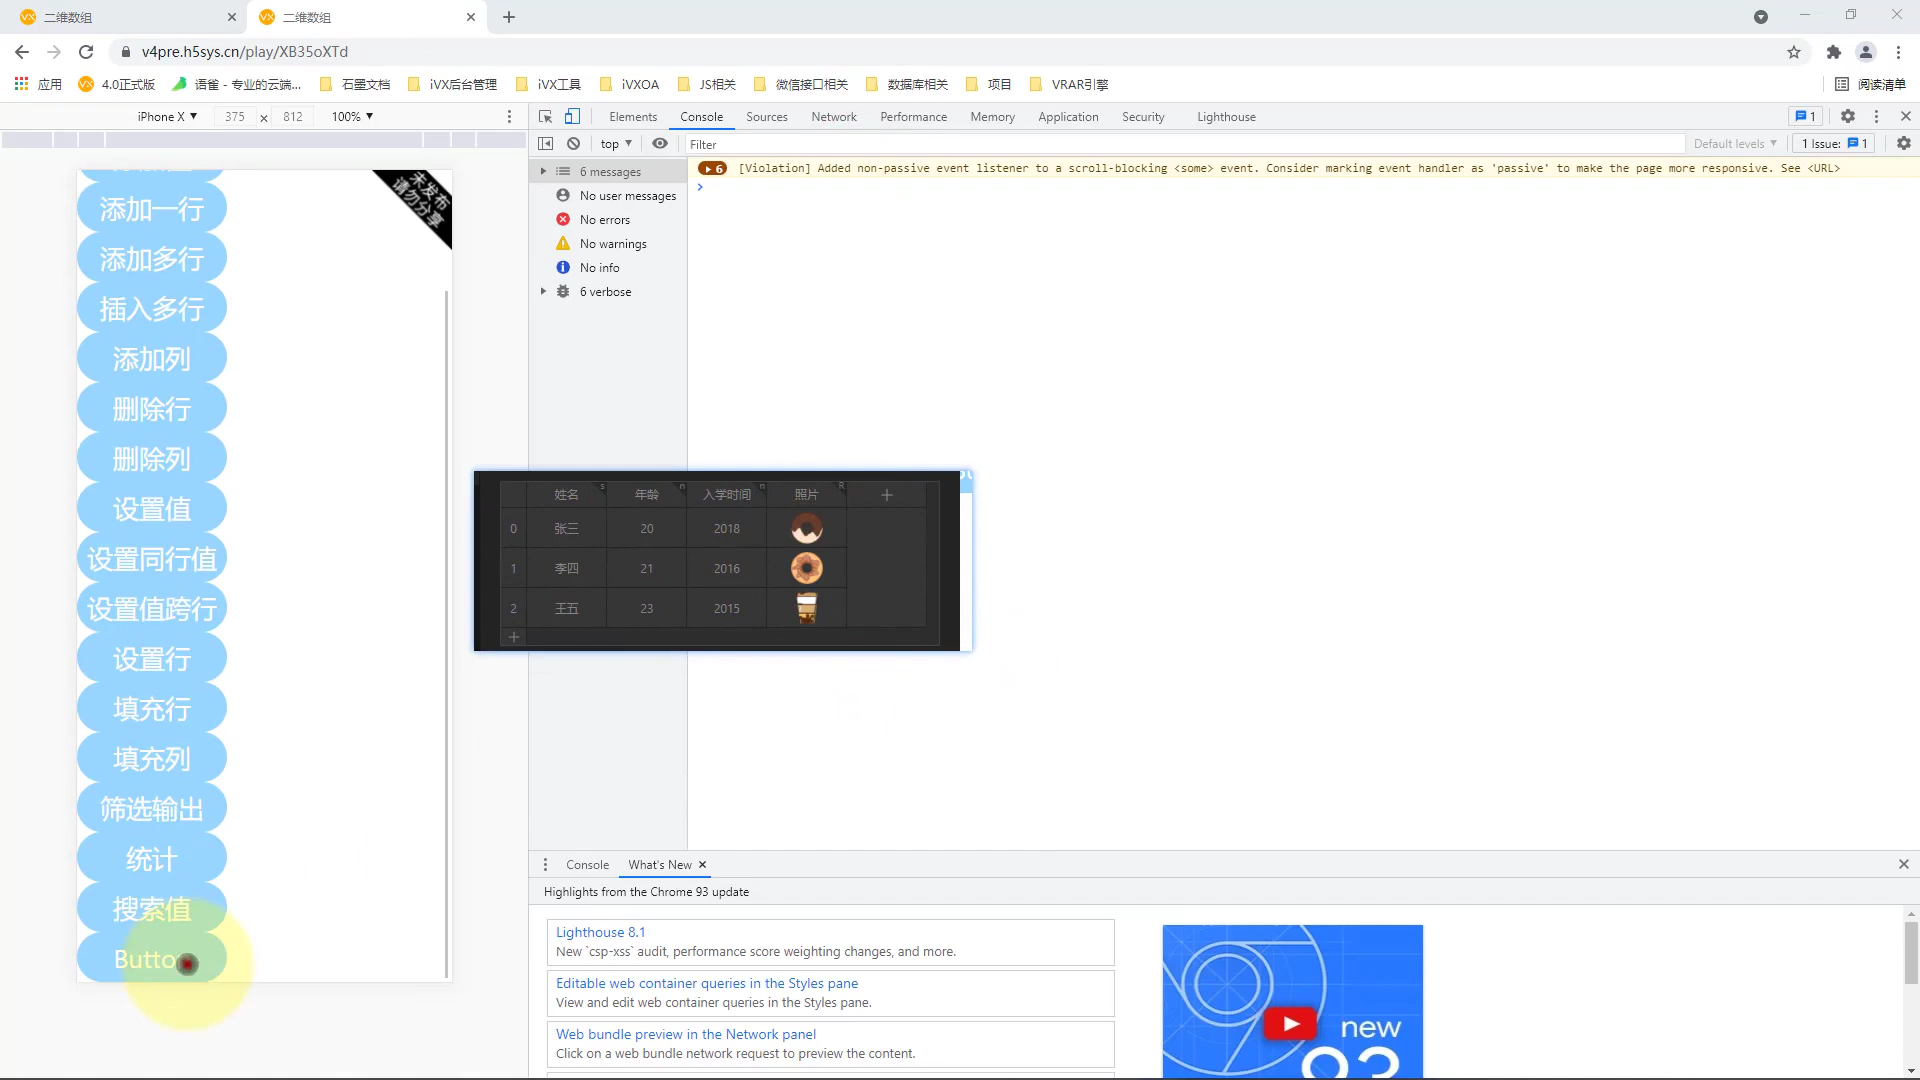 二维数组
二维数组
v4pre.h5sys.cn/play/XB35oXTd
应用
4.0正式版
语雀 - 专业的云端...
石墨文档
iVX后台管理
iVX工具
iVXOA
JS相关
微信接口相关
数据库相关
项目
VRAR引擎
阅读清单
iPhone X ▼
375 x 812
100% ▼
Elements
Console
Sources
Network
Performance
Memory
Application
Security
Lighthouse
1
top ▼
Filter
Default levels ▼
1 Issue: 1
6 messages
No user messages
No errors
No warnings
No info
6 verbose
6 [Violation] Added non-passive event listener to a scroll-blocking <some> event. Consider marking event handler as 'passive' to make the page more responsive. See <URL>
未发布
请勿分享
添加一行
添加多行
插入多行
添加列
删除行
删除列
设置值
设置同行值
设置值跨行
设置行
填充行
填充列
筛选输出
统计
搜索值
Button
姓名 s 年龄 n 入学时间 n 照片 R +
0 张三 20 2018
1 李四 21 2016
2 王五 23 2015
+
Console
What's New
Highlights from the Chrome 93 update
Lighthouse 8.1
New `csp-xss` audit, performance score weighting changes, and more.
Editable web container queries in the Styles pane
View and edit web container queries in the Styles pane.
Web bundle preview in the Network panel
Click on a web bundle network request to preview the content.
new
93